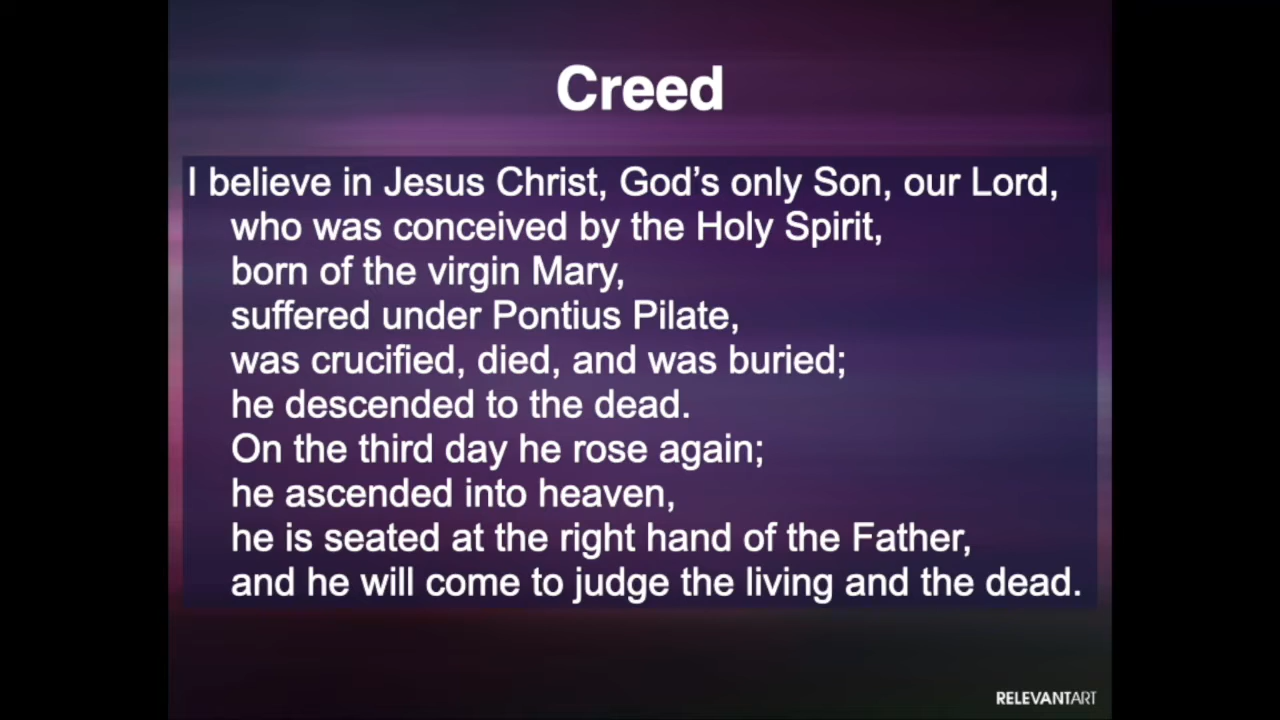 Creed
I believe in Jesus Christ, God’s only Son, our Lord,
who was conceived by the Holy Spirit,
born of the virgin Mary,
suffered under Pontius Pilate,
was crucified, died, and was buried;
he descended to the dead.
On the third day he rose again;
he ascended into heaven,
he is seated at the right hand of the Father,
and he will come to judge the living and the dead.
RELEVANTART